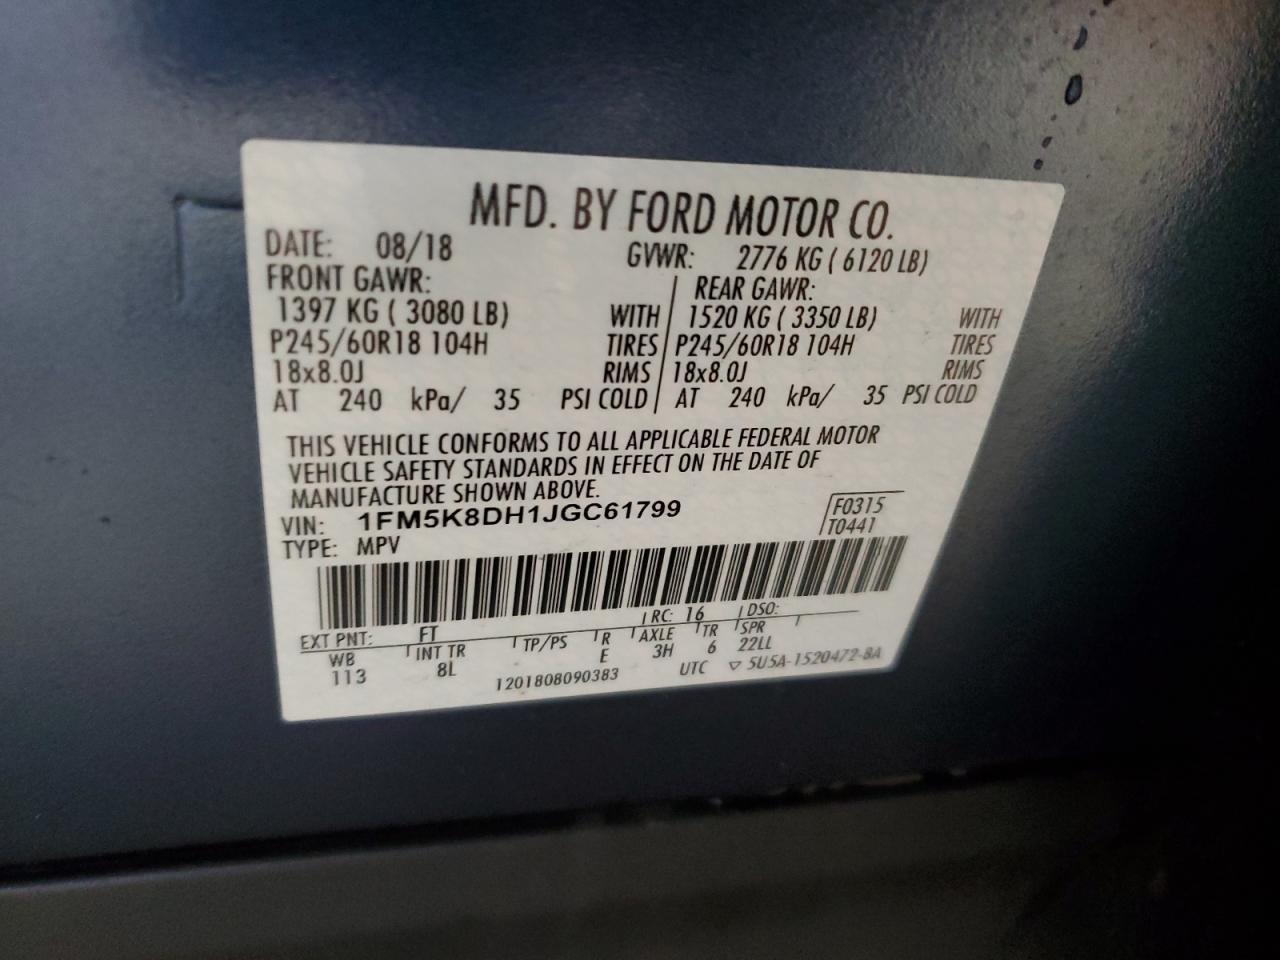 MFD. BY FORD MOTOR CO.
DATE: 08/18 GVWR: 2776 KG ( 6120 LB)
FRONT GAWR: REAR GAWR:
1397 KG ( 3080 LB) WITH 1520 KG ( 3350 LB) WITH
P245/60R18 104H TIRES P245/60R18 104H TIRES
18x8.0J RIMS 18x8.0J RIMS
AT 240 kPa/ 35 PSI COLD AT 240 kPa/ 35 PSI COLD
THIS VEHICLE CONFORMS TO ALL APPLICABLE FEDERAL MOTOR
VEHICLE SAFETY STANDARDS IN EFFECT ON THE DATE OF
MANUFACTURE SHOWN ABOVE.
VIN: 1FM5K8DH1JGC61799 F0315
TYPE: MPV T0441
EXT PNT: FT RC: 16 DSO:
WB INT TR TP/PS R AXLE TR SPR
113 8L E 3H 6 22LL
1201808090383 UTC ▽ 5U5A-1520472-8A